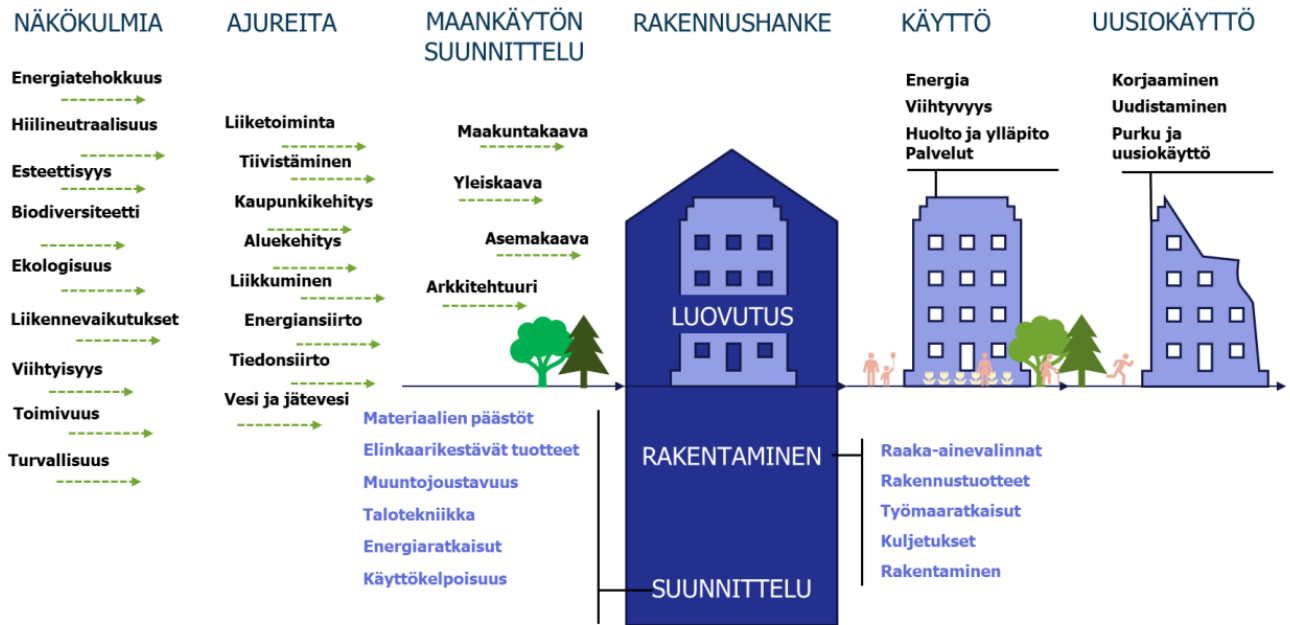 NÄKÖKULMIA
Energiatehokkuus
Hiilineutraalisuus
Esteettisyys
Biodiversiteetti
Ekologisuus
Liikennevaikutukset
Viihtyisyys
Toimivuus
Turvallisuus
AJUREITA
Liiketoiminta
Tiivistäminen
Kaupunkikehitys
Aluekehitys
Liikkuminen
Energiansiirto
Tiedonsiirto
Vesi ja jätevesi
MAANKÄYTÖN
SUUNNITTELU
Maakuntakaava
Yleiskaava
Asemakaava
Arkkitehtuuri
RAKENNUSHANKE
LUOVUTUS
RAKENTAMINEN
SUUNNITTELU
Materiaalien päästöt
Elinkaarikestävät tuotteet
Muuntojoustavuus
Talotekniikka
Energiaratkaisut
Käyttökelpoisuus
Raaka-ainevalinnat
Rakennustuotteet
Työmaaratkaisut
Kuljetukset
Rakentaminen
KÄYTTÖ
Energia
Viihtyvyys
Huolto ja ylläpito
Palvelut
UUSIOKÄYTTÖ
Korjaaminen
Uudistaminen
Purku ja
uusiokäyttö